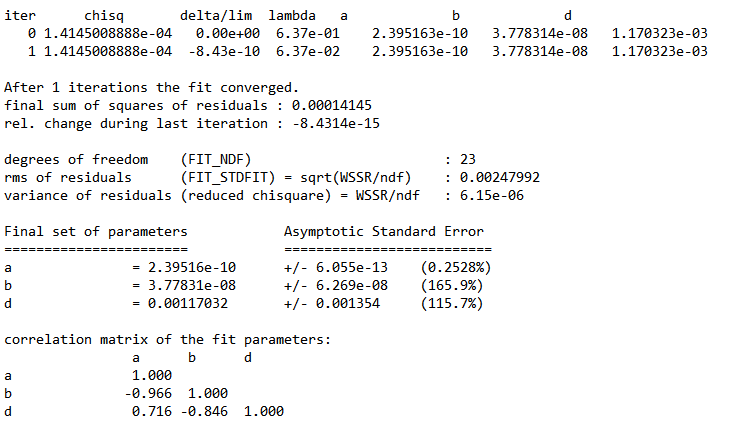 iter      chisq       delta/lim  lambda   a             b             d
   0 1.4145008888e-04   0.00e+00  6.37e-01    2.395163e-10   3.778314e-08   1.170323e-03
   1 1.4145008888e-04  -8.43e-10  6.37e-02    2.395163e-10   3.778314e-08   1.170323e-03

After 1 iterations the fit converged.
final sum of squares of residuals : 0.00014145
rel. change during last iteration : -8.4314e-15

degrees of freedom    (FIT_NDF)                        : 23
rms of residuals      (FIT_STDFIT) = sqrt(WSSR/ndf)    : 0.00247992
variance of residuals (reduced chisquare) = WSSR/ndf   : 6.15e-06

Final set of parameters            Asymptotic Standard Error
=======================            ==========================
a               = 2.39516e-10      +/- 6.055e-13    (0.2528%)
b               = 3.77831e-08      +/- 6.269e-08    (165.9%)
d               = 0.00117032       +/- 0.001354     (115.7%)

correlation matrix of the fit parameters:
                a      b      d
a               1.000
b              -0.966  1.000
d               0.716 -0.846  1.000